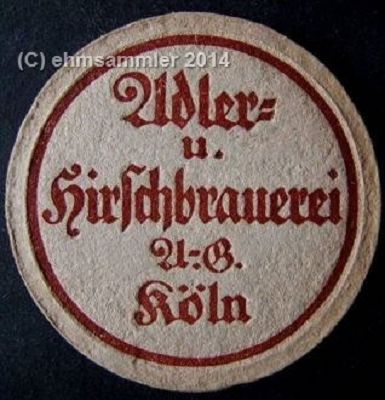 (C) ehmsammler 2014
Adler=
u.
Hirschbrauerei
A=G.
Köln